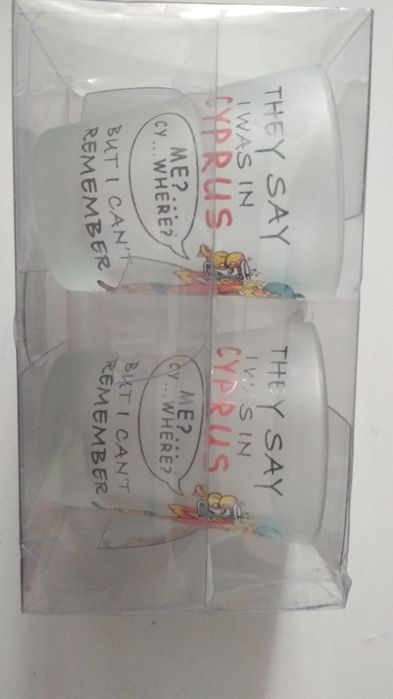 THEY SAY
I WAS IN
CYPRUS
ME?....
CY ... WHERE?
BUT I CAN'T
REMEMBER
THEY SAY
I WAS IN
CYPRUS
ME?...
CY ... WHERE?
BUT I CAN'T
REMEMBER